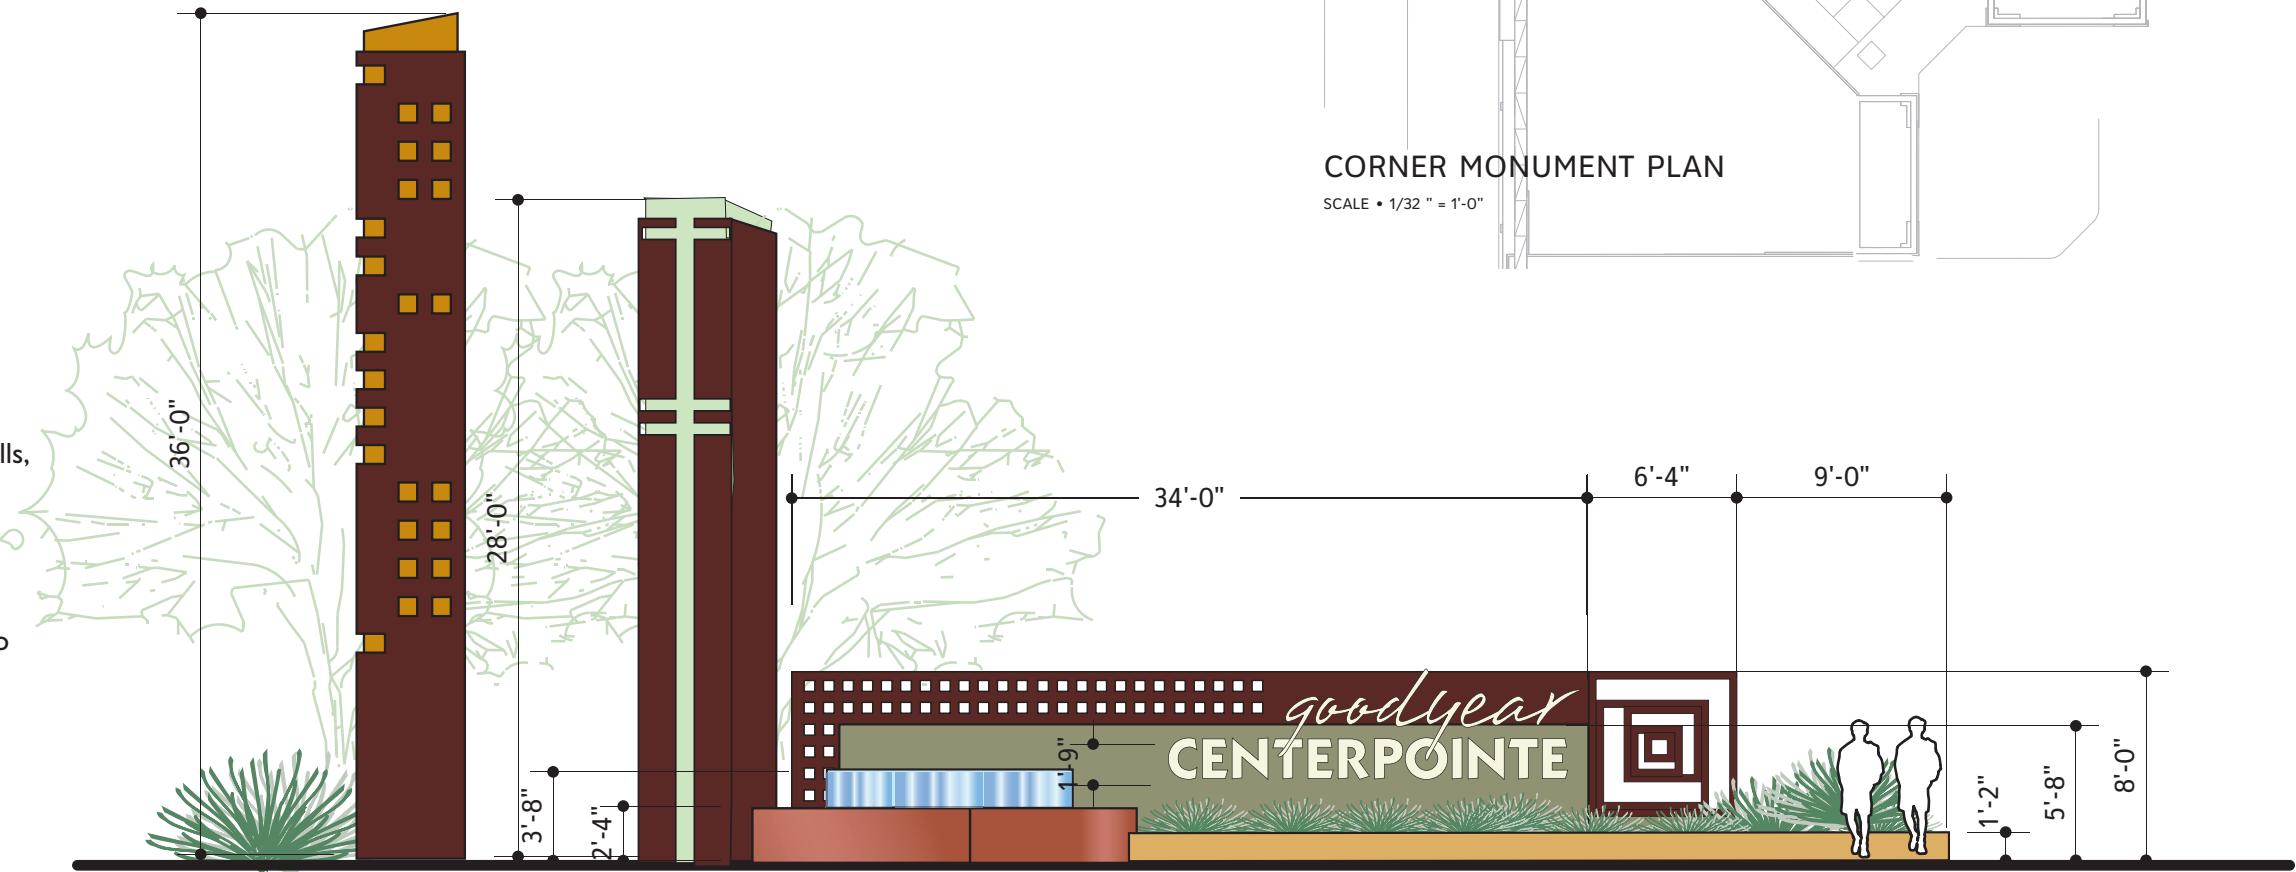 CORNER MONUMENT PLAN
SCALE • 1/32 " = 1'-0"
36'-0"
lls,
28'-0"
34'-0"
6'-4"
9'-0"
goodyear
CENTERPOINTE
1'-9"
3'-8"
2'-4"
1'-2"
5'-8"
8'-0"